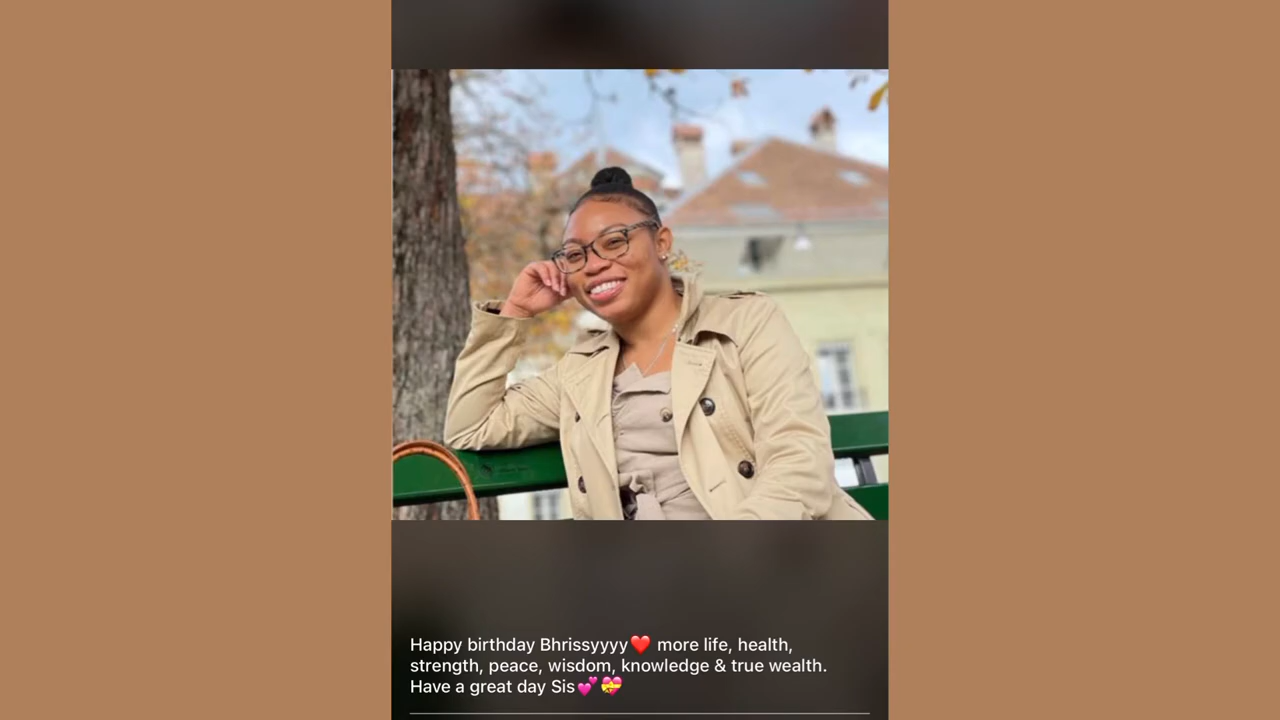 Happy birthday Bhrissyyyy❤️ more life, health,
strength, peace, wisdom, knowledge & true wealth.
Have a great day Sis💕💝